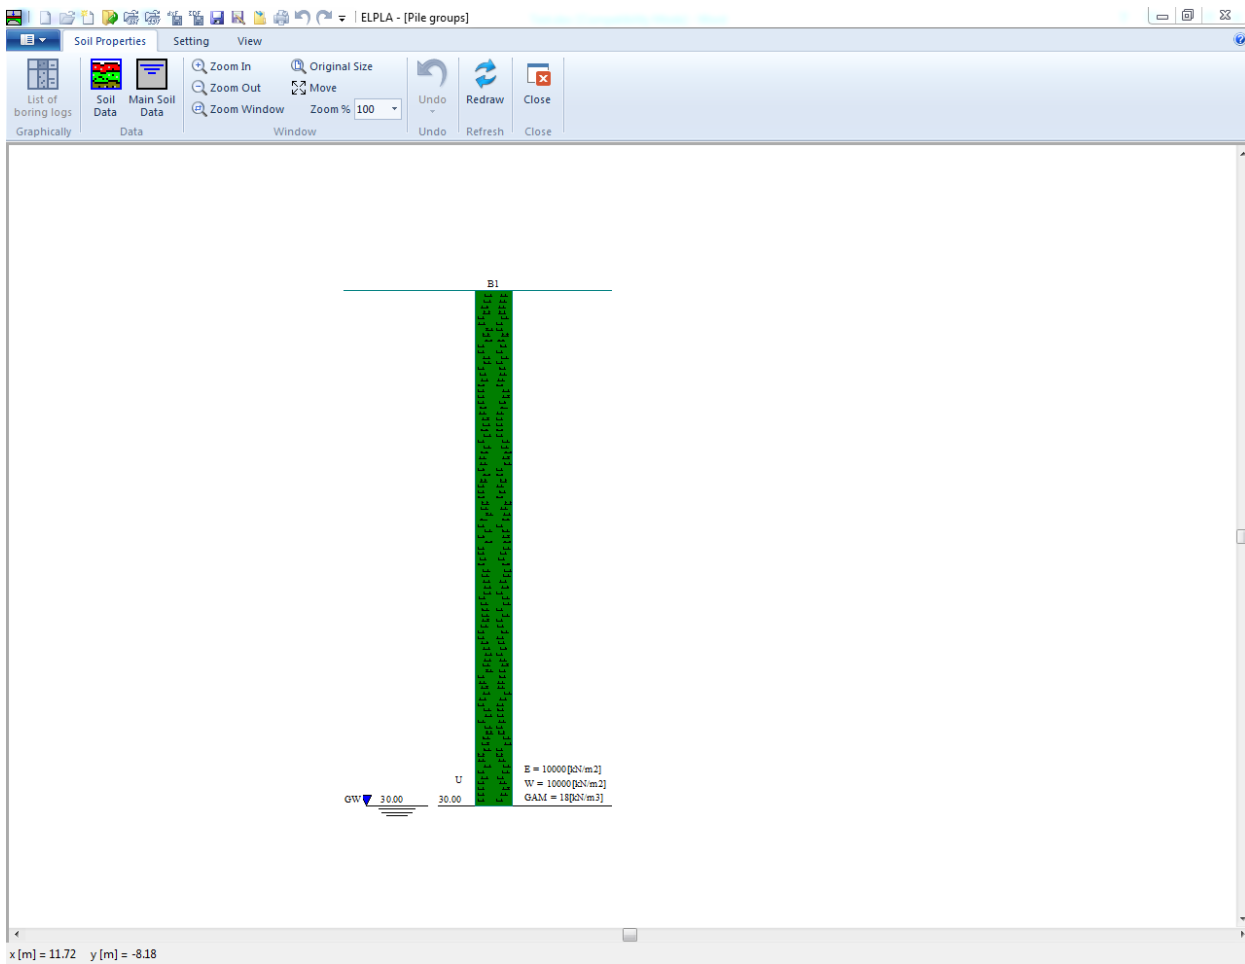 ELPLA - [Pile groups]
Soil Properties Setting View
List of boring logs
Graphically
Soil Data
Main Soil Data
Data
Zoom In
Zoom Out
Zoom Window
Original Size
Move
Zoom % 100
Window
Undo
Undo
Redraw
Refresh
Close
Close
B1
U
E = 10000[kN/m2]
W = 10000[kN/m2]
GAM = 18[kN/m3]
GW 30.00 30.00
x [m] = 11.72 y [m] = -8.18